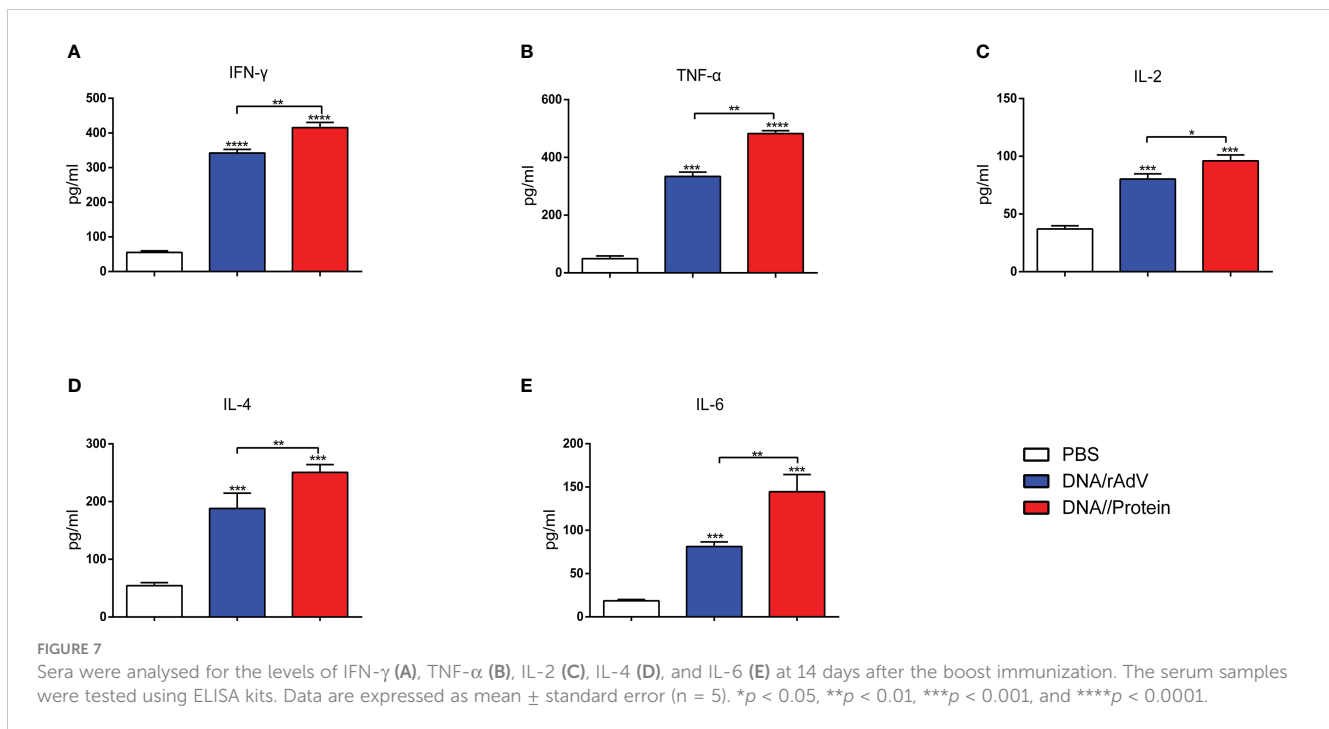 A
IFN-γ
pg/ml
500
400
300
200
100
0
****
**
****
B
TNF-α
pg/ml
600
400
200
0
***
**
****
C
IL-2
pg/ml
150
100
50
0
***
*
***
D
IL-4
pg/ml
300
200
100
0
***
**
***
E
IL-6
pg/ml
200
150
100
50
0
***
**
***
PBS
DNA/rAdV
DNA//Protein
FIGURE 7
Sera were analysed for the levels of IFN-γ (A), TNF-α (B), IL-2 (C), IL-4 (D), and IL-6 (E) at 14 days after the boost immunization. The serum samples
were tested using ELISA kits. Data are expressed as mean ± standard error (n = 5). *p < 0.05, **p < 0.01, ***p < 0.001, and ****p < 0.0001.